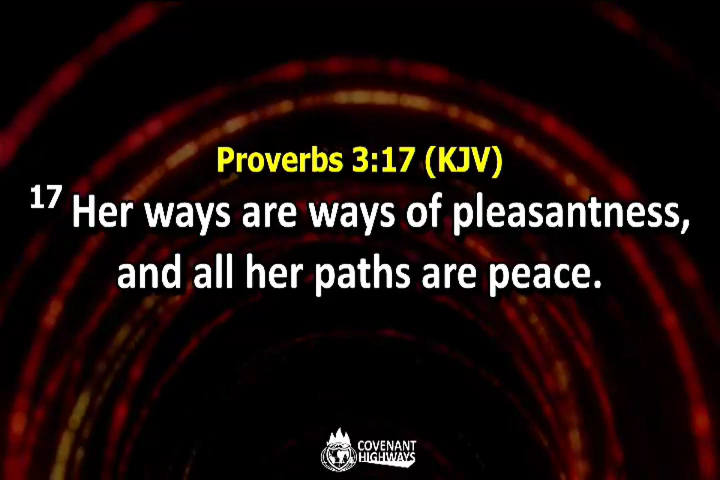 Proverbs 3:17 (KJV)
17 Her ways are ways of pleasantness,
and all her paths are peace.
COVENANT
HIGHWAYS